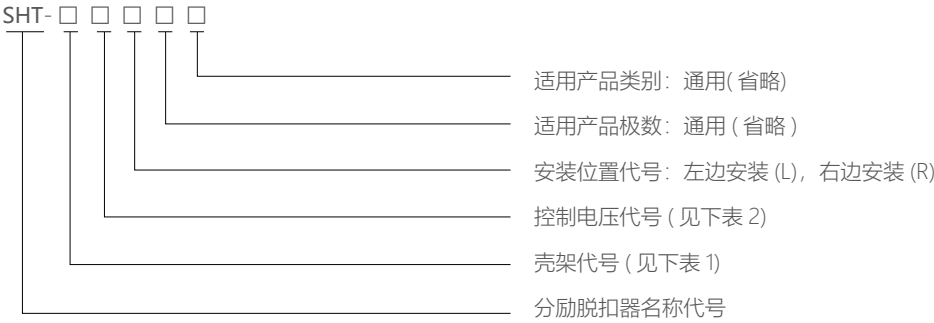 SHT-□ □ □ □ □
适用产品类别：通用( 省略)
适用产品极数：通用 ( 省略 )
安装位置代号：左边安装 (L)，右边安装 (R)
控制电压代号 ( 见下表 2)
壳架代号 ( 见下表 1)
分励脱扣器名称代号